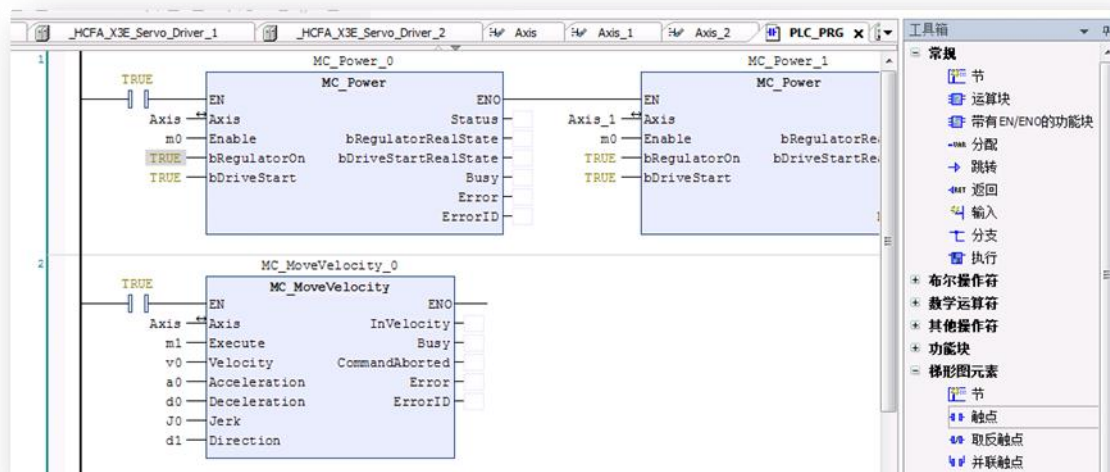 _HCFA_X3E_Servo_Driver_1 _HCFA_X3E_Servo_Driver_2 Axis Axis_1 Axis_2 PLC_PRG X
工具箱
常规
节
运算块
带有EN/ENO的功能块
分配
跳转
返回
输入
分支
执行
布尔操作符
数学运算符
其他操作符
功能块
梯形图元素
节
触点
取反触点
并联触点
1
MC_Power_0
TRUE
MC_Power
EN ENO
Axis Axis Status
m0 Enable bRegulatorRealState
TRUE bRegulatorOn bDriveStartRealState
TRUE bDriveStart Busy
Error
ErrorID
MC_Power_1
MC_Power
EN
Axis_1 Axis
m0 Enable bRegulatorRea
TRUE bRegulatorOn bDriveStartRe
TRUE bDriveStart
2
MC_MoveVelocity_0
TRUE
MC_MoveVelocity
EN ENO
Axis Axis InVelocity
m1 Execute Busy
v0 Velocity CommandAborted
a0 Acceleration Error
d0 Deceleration ErrorID
J0 Jerk
d1 Direction